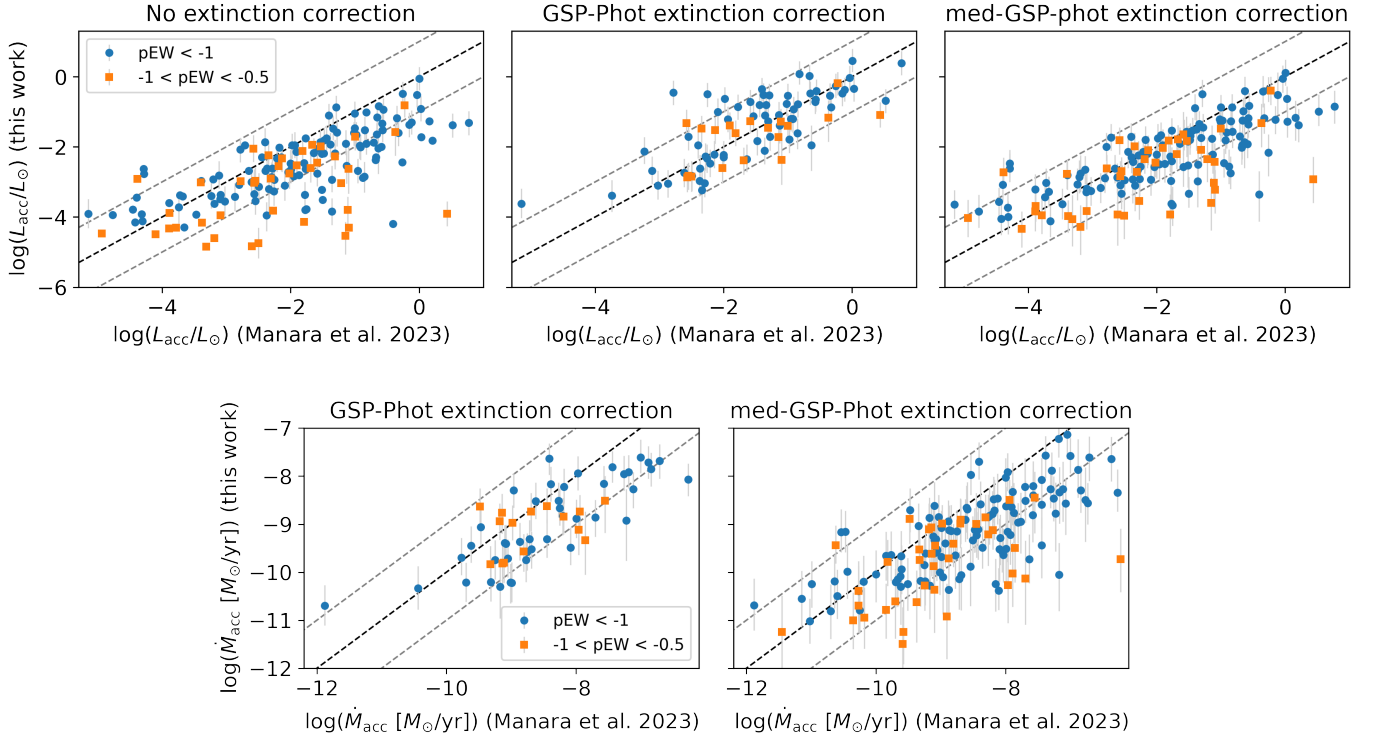 No extinction correction
GSP-Phot extinction correction
med-GSP-phot extinction correction
pEW < -1
-1 < pEW < -0.5
log(L_acc/L_⊙) (this work)
0
−2
−4
−6
−4 −2 0
−4 −2 0
−4 −2 0
log(L_acc/L_⊙) (Manara et al. 2023)
log(L_acc/L_⊙) (Manara et al. 2023)
log(L_acc/L_⊙) (Manara et al. 2023)
GSP-Phot extinction correction
med-GSP-Phot extinction correction
log(Ṁ_acc [M_⊙/yr]) (this work)
−7
−8
−9
−10
−11
−12
pEW < -1
-1 < pEW < -0.5
−12 −10 −8
−12 −10 −8
log(Ṁ_acc [M_⊙/yr]) (Manara et al. 2023)
log(Ṁ_acc [M_⊙/yr]) (Manara et al. 2023)